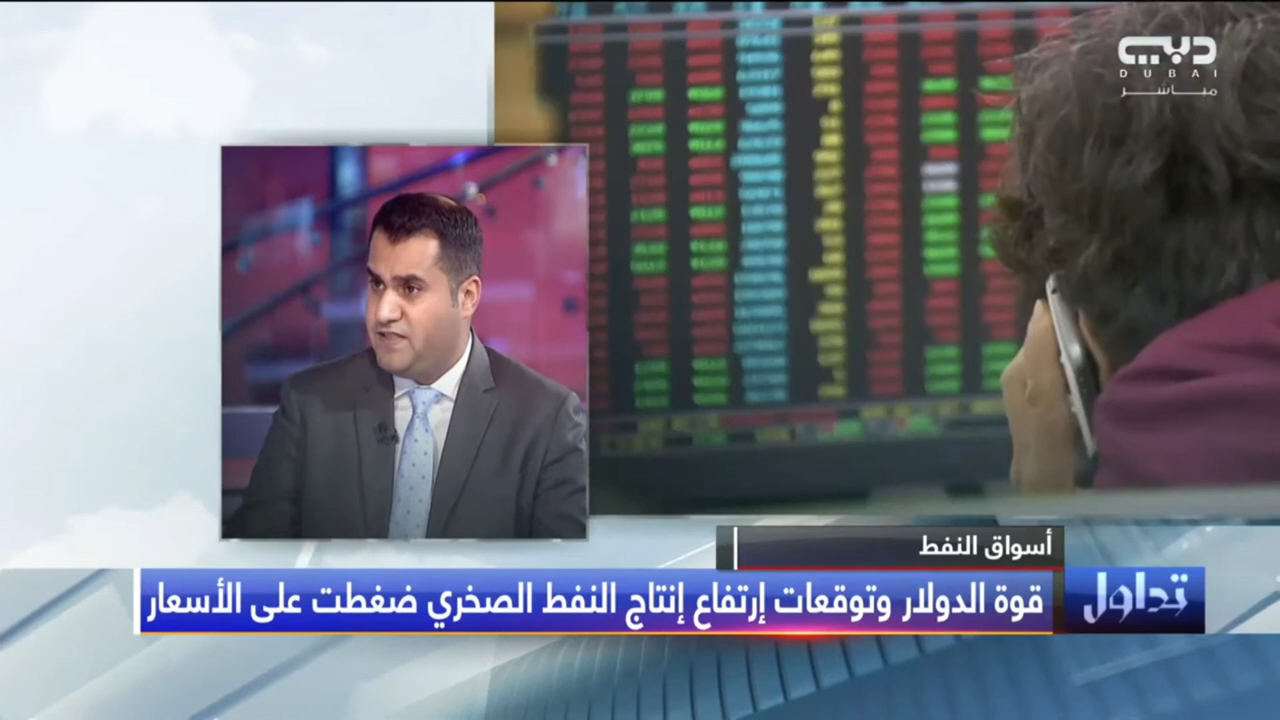 دبي
DUBAI
مباشر
أسواق النفط
تداول
قوة الدولار وتوقعات إرتفاع إنتاج النفط الصخري ضغطت على الأسعار